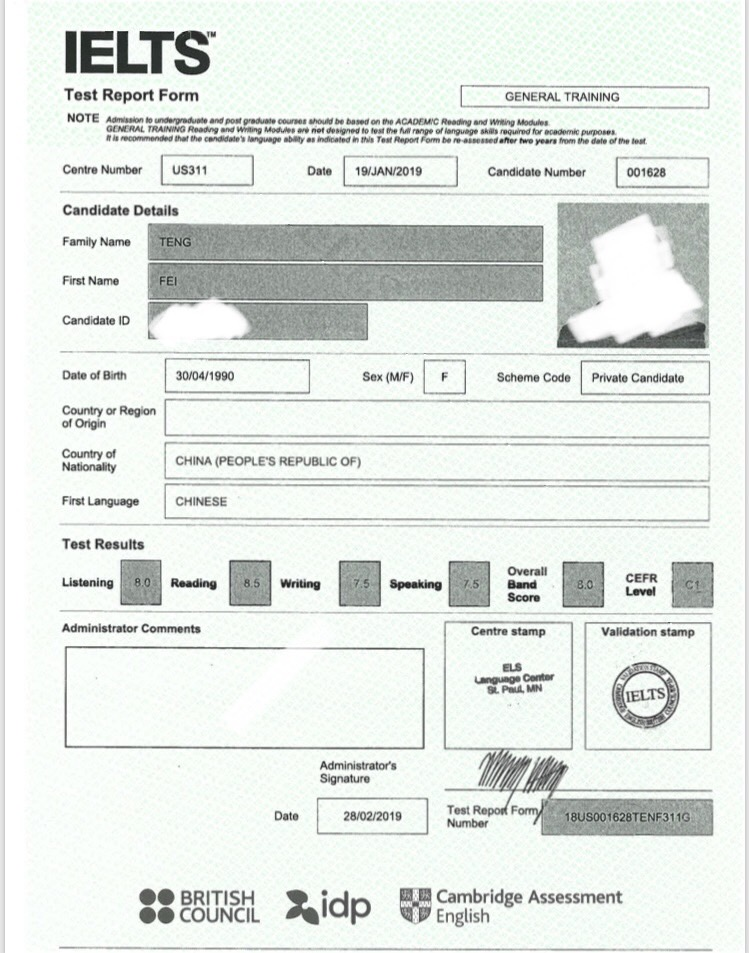 IELTS™
Test Report Form
GENERAL TRAINING
NOTE Admission to undergraduate and post graduate courses should be based on the ACADEMIC Reading and Writing Modules.
GENERAL TRAINING Reading and Writing Modules are not designed to test the full range of language skills required for academic purposes.
It is recommended that the candidate's language ability as indicated in this Test Report Form be re-assessed after two years from the date of the test.
Centre Number US311 Date 19/JAN/2019 Candidate Number 001628
Candidate Details
Family Name TENG
First Name FEI
Candidate ID
Date of Birth 30/04/1990 Sex (M/F) F Scheme Code Private Candidate
Country or Region
of Origin
Country of
Nationality
CHINA (PEOPLE'S REPUBLIC OF)
First Language CHINESE
Test Results
Listening 8.0 Reading 8.5 Writing 7.5 Speaking 7.5 Overall Band Score 8.0 CEFR Level C1
Administrator Comments
Centre stamp
Validation stamp
ELS
Language Center
St. Paul, MN
IELTS
Administrator's
Signature
Date 28/02/2019
Test Report Form
Number
18US001628TENF311G
BRITISH
COUNCIL
idp
Cambridge Assessment
English